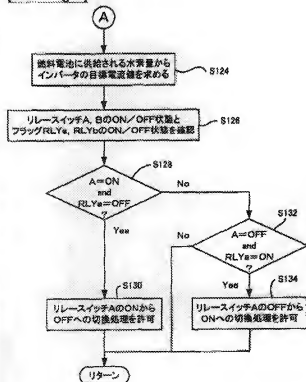 A
燃料電池に供給される水素量から
インバータの目標電流値を求める
S124
リレースイッチA, BのON/OFF状態と
フラッグRLYa, RLYbのON/OFF状態を確認
S126
S128
A=ON
and
RLYa=OFF
?
No
Yes
S132
A=OFF
and
RLYa=ON
?
No
Yes
S130
リレースイッチAのONから
OFFへの切換処理を許可
S134
リレースイッチAのOFFから
ONへの切換処理を許可
リターン